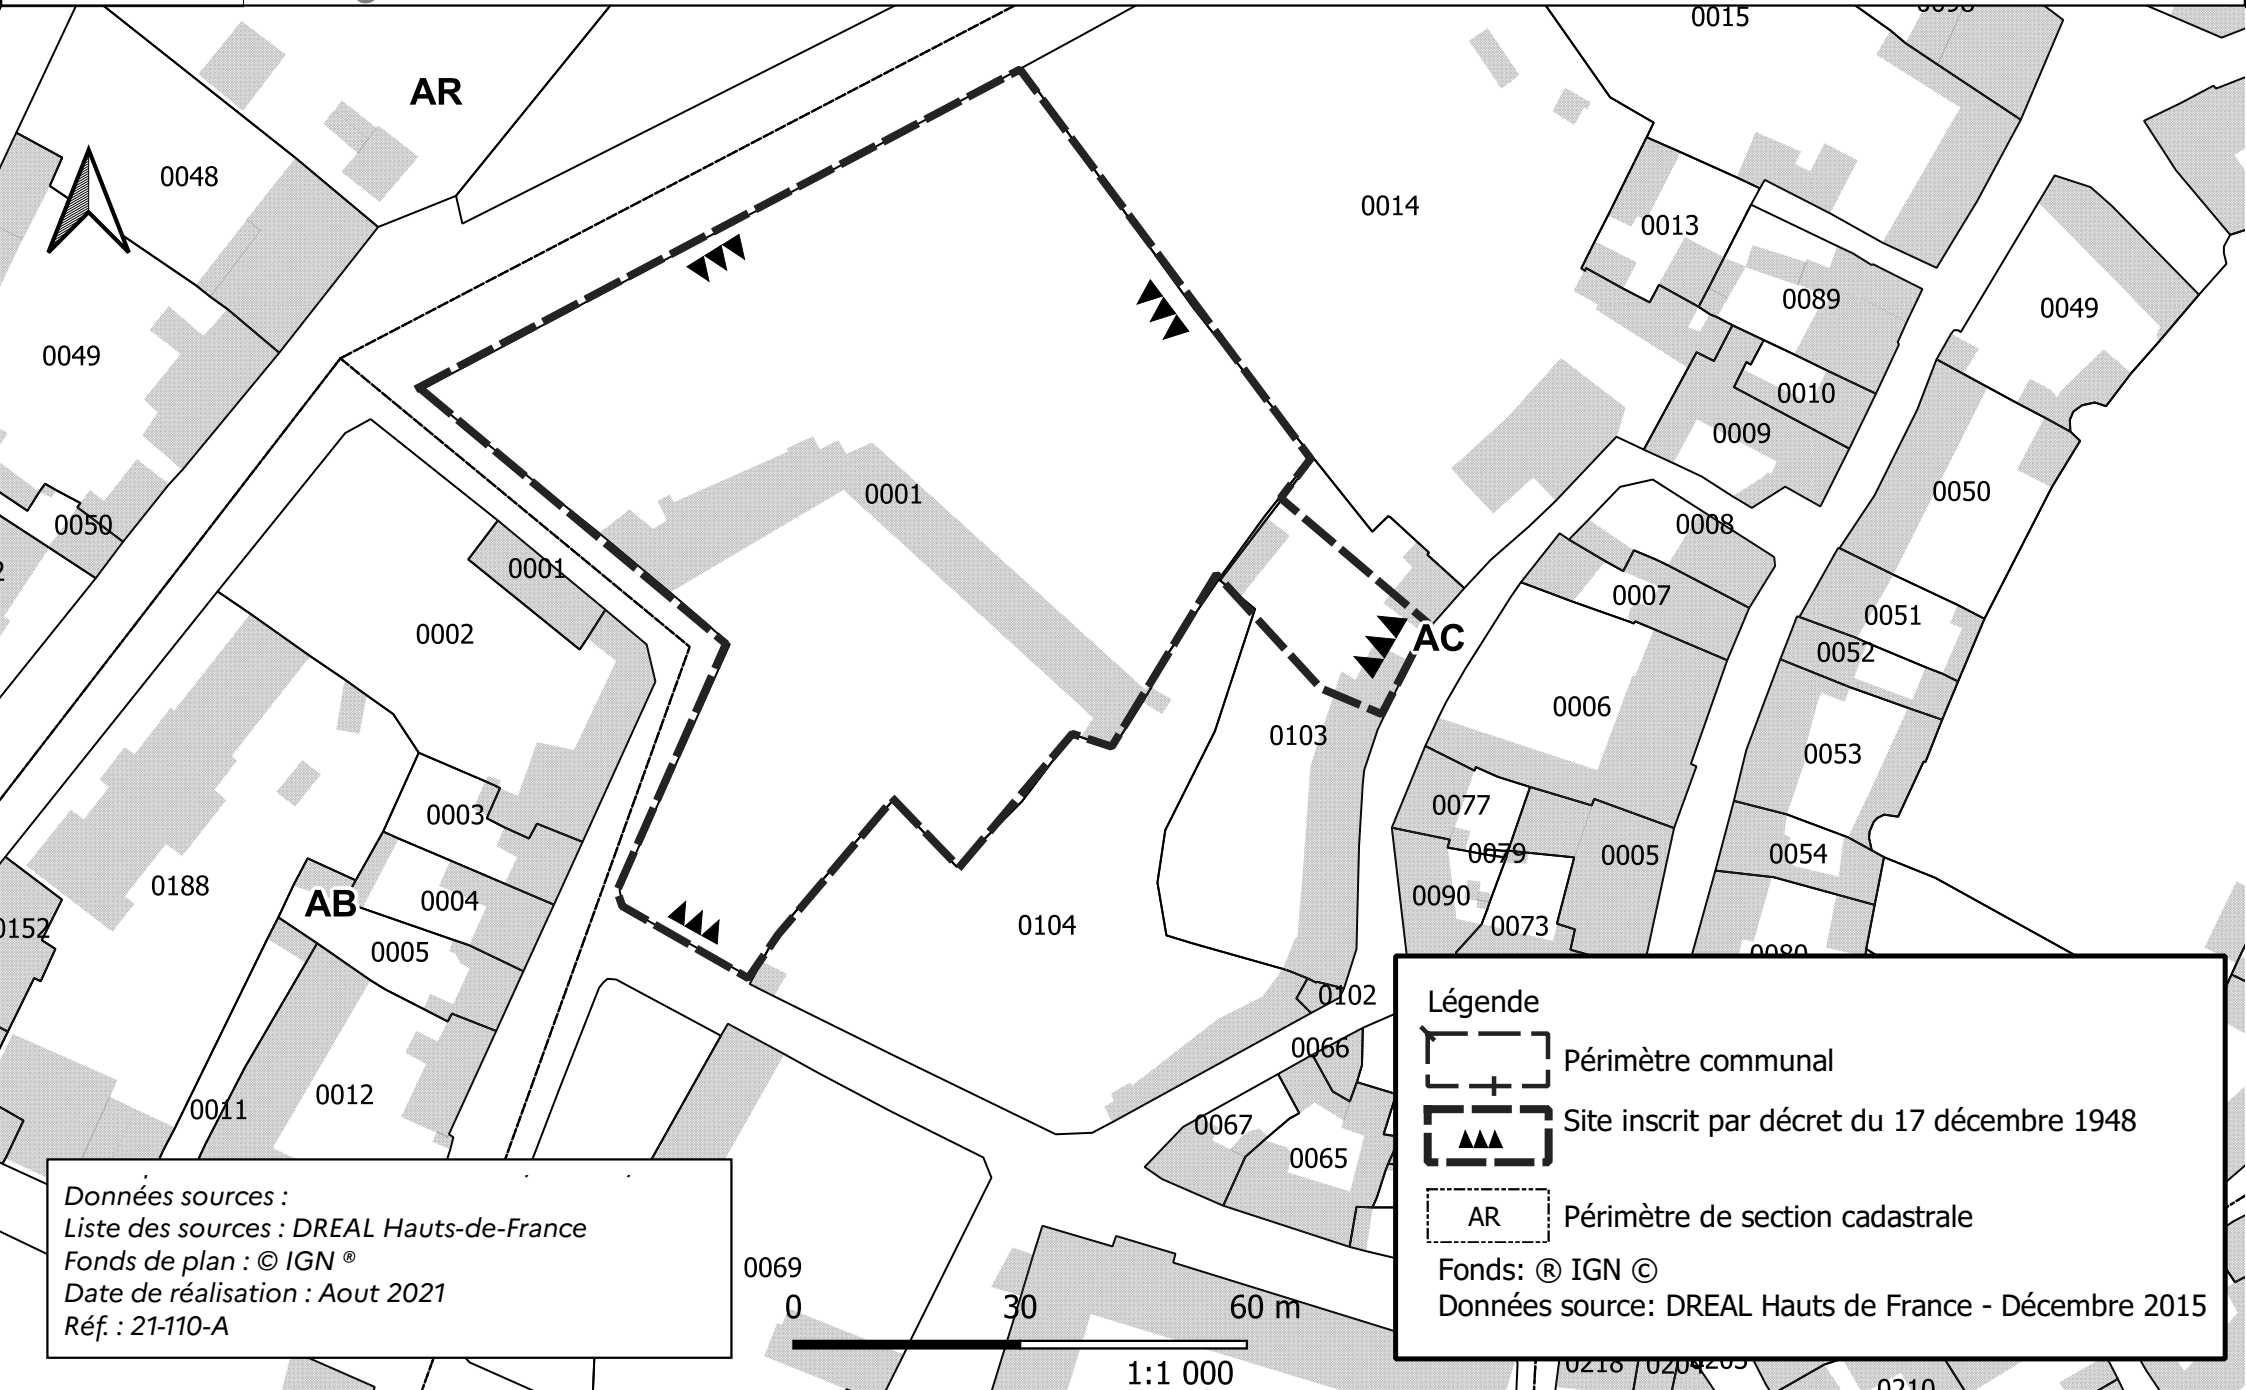 0015
AR
0048
0014
0013
0089
0049
0049
0010
0009
0001
0050
0050
0008
0001
0007
0051
0002
0052
AC
0006
0103
0053
0077
0003
0079
0005
0054
0188
AB
0004
0090
0152
0104
0073
0005
0080
0102
0066
0012
0011
0067
0065
0069
Légende
Périmètre communal
Site inscrit par décret du 17 décembre 1948
AR
Périmètre de section cadastrale
Fonds: ® IGN ©
Données source: DREAL Hauts de France - Décembre 2015
Données sources :
Liste des sources : DREAL Hauts-de-France
Fonds de plan : © IGN ®
Date de réalisation : Aout 2021
Réf. : 21-110-A
0 30 60 m
1:1 000
0218
0210